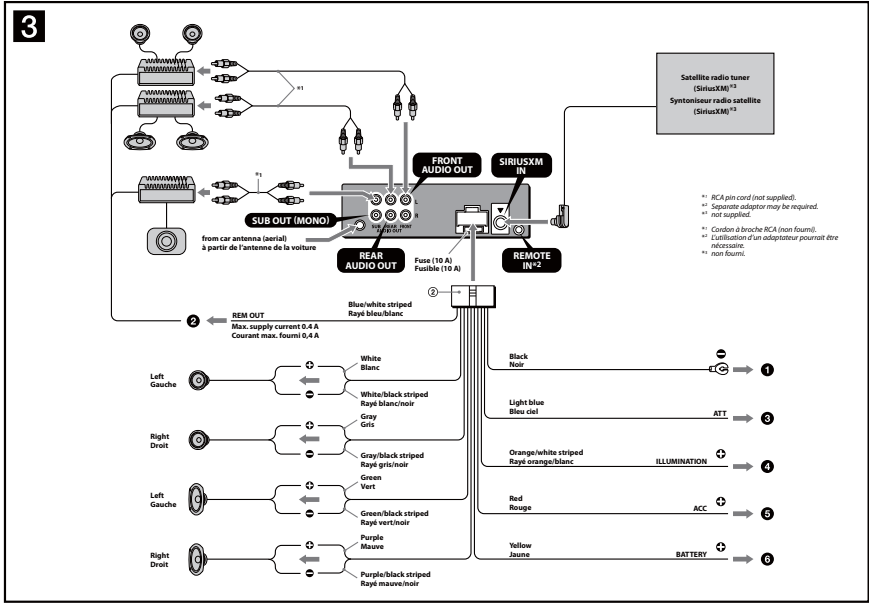 3
*1
Satellite radio tuner
(SiriusXM)*3
Syntoniseur radio satellite
(SiriusXM)*3
FRONT
AUDIO OUT
SIRIUSXM
IN
*1
L
R
SUB OUT (MONO)
SUB REAR FRONT
AUDIO OUT
from car antenna (aerial)
à partir de l'antenne de la voiture
REAR
AUDIO OUT
Fuse (10 A)
Fusible (10 A)
REMOTE
IN*2
*1 RCA pin cord (not supplied).
*2 Separate adaptor may be required.
*3 not supplied.
*1 Cordon à broche RCA (non fourni).
*2 L'utilisation d'un adaptateur pourrait être
nécessaire.
*3 non fourni.
②
❷
REM OUT
Blue/white striped
Rayé bleu/blanc
Max. supply current 0.4 A
Courant max. fourni 0,4 A
Left
Gauche
White
Blanc
White/black striped
Rayé blanc/noir
Right
Droit
Gray
Gris
Gray/black striped
Rayé gris/noir
Left
Gauche
Green
Vert
Green/black striped
Rayé vert/noir
Right
Droit
Purple
Mauve
Purple/black striped
Rayé mauve/noir
Black
Noir
❶
Light blue
Bleu ciel
ATT
❸
Orange/white striped
Rayé orange/blanc
ILLUMINATION
❹
Red
Rouge
ACC
❺
Yellow
Jaune
BATTERY
❻